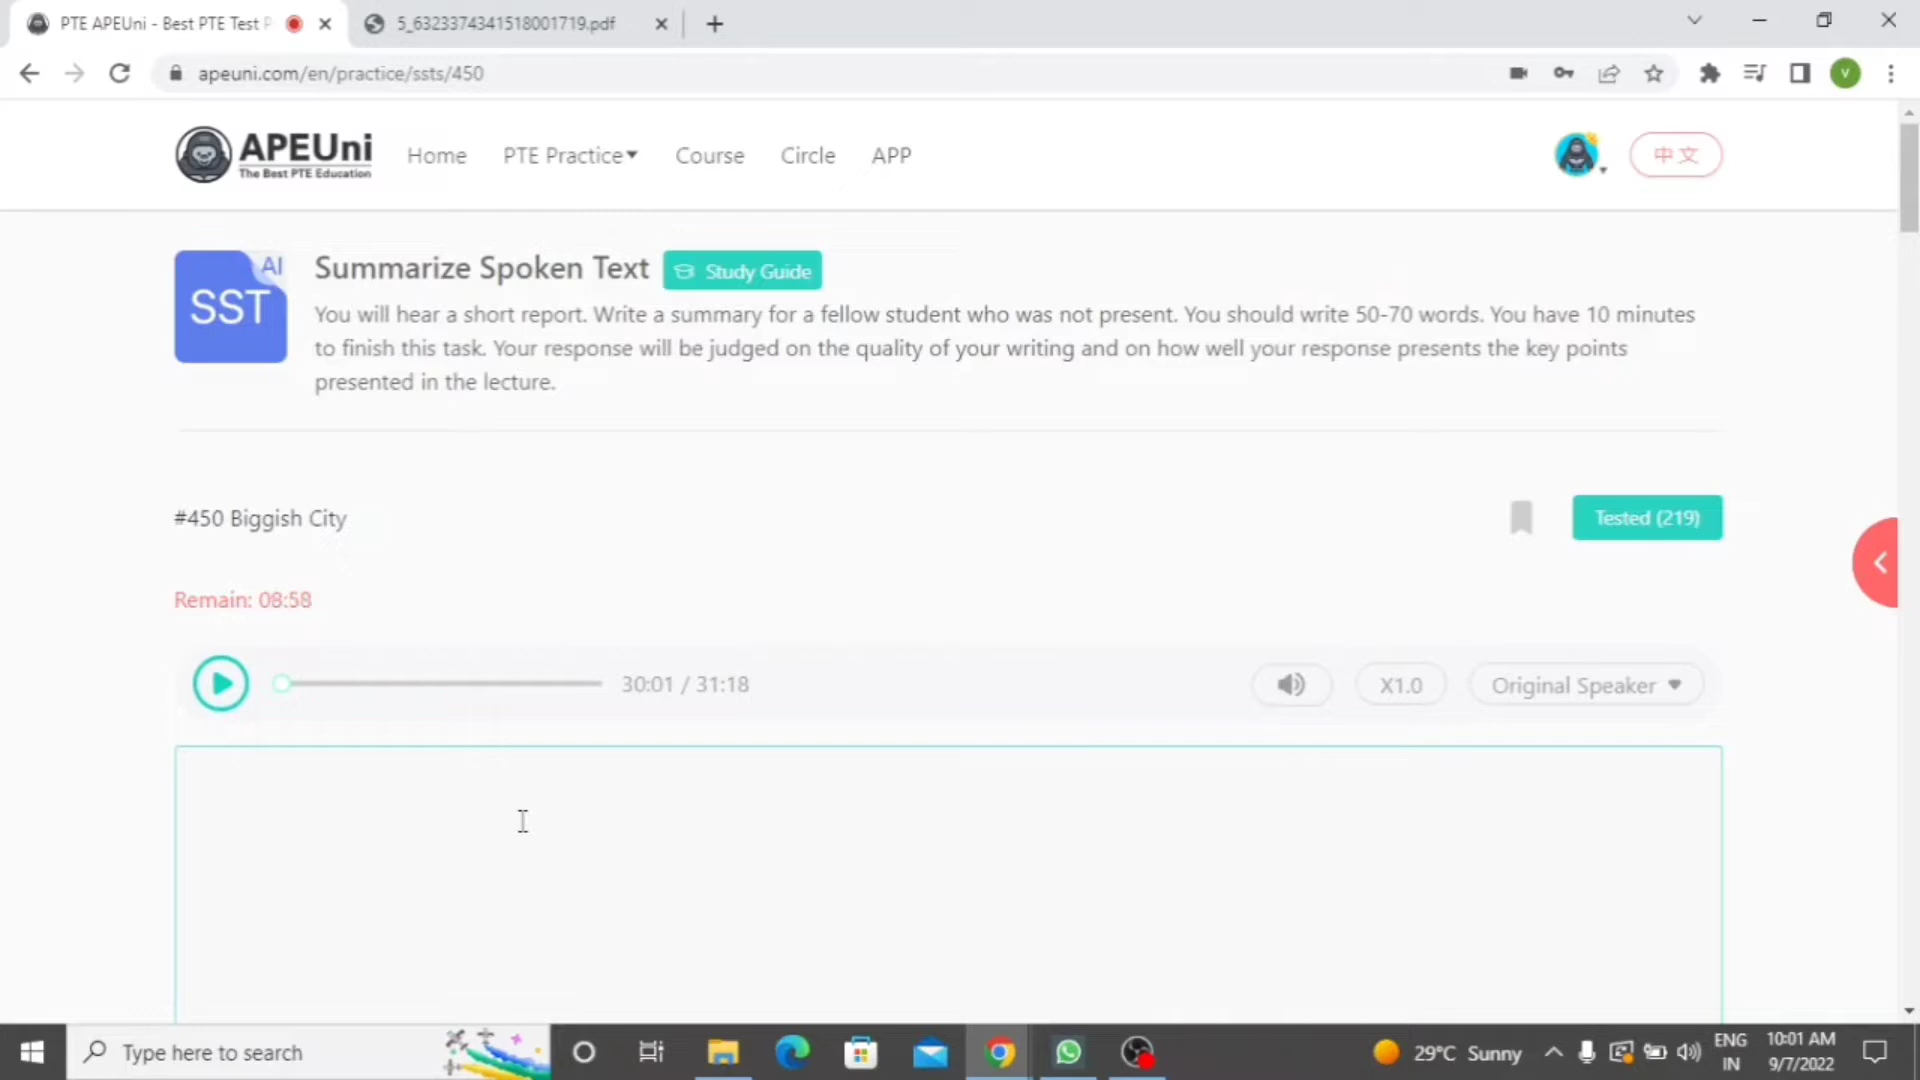 PTE APEUni - Best PTE Test P
5_6323374341518001719.pdf
apeuni.com/en/practice/ssts/450
V
APEUni
The Best PTE Education
Home
PTE Practice
Course
Circle
APP
中文
AI
SST
Summarize Spoken Text
Study Guide
You will hear a short report. Write a summary for a fellow student who was not present. You should write 50-70 words. You have 10 minutes
to finish this task. Your response will be judged on the quality of your writing and on how well your response presents the key points
presented in the lecture.
#450 Biggish City
Tested (219)
Remain: 08:58
30:01 / 31:18
X1.0
Original Speaker
Type here to search
29°C Sunny
ENG
IN
10:01 AM
9/7/2022